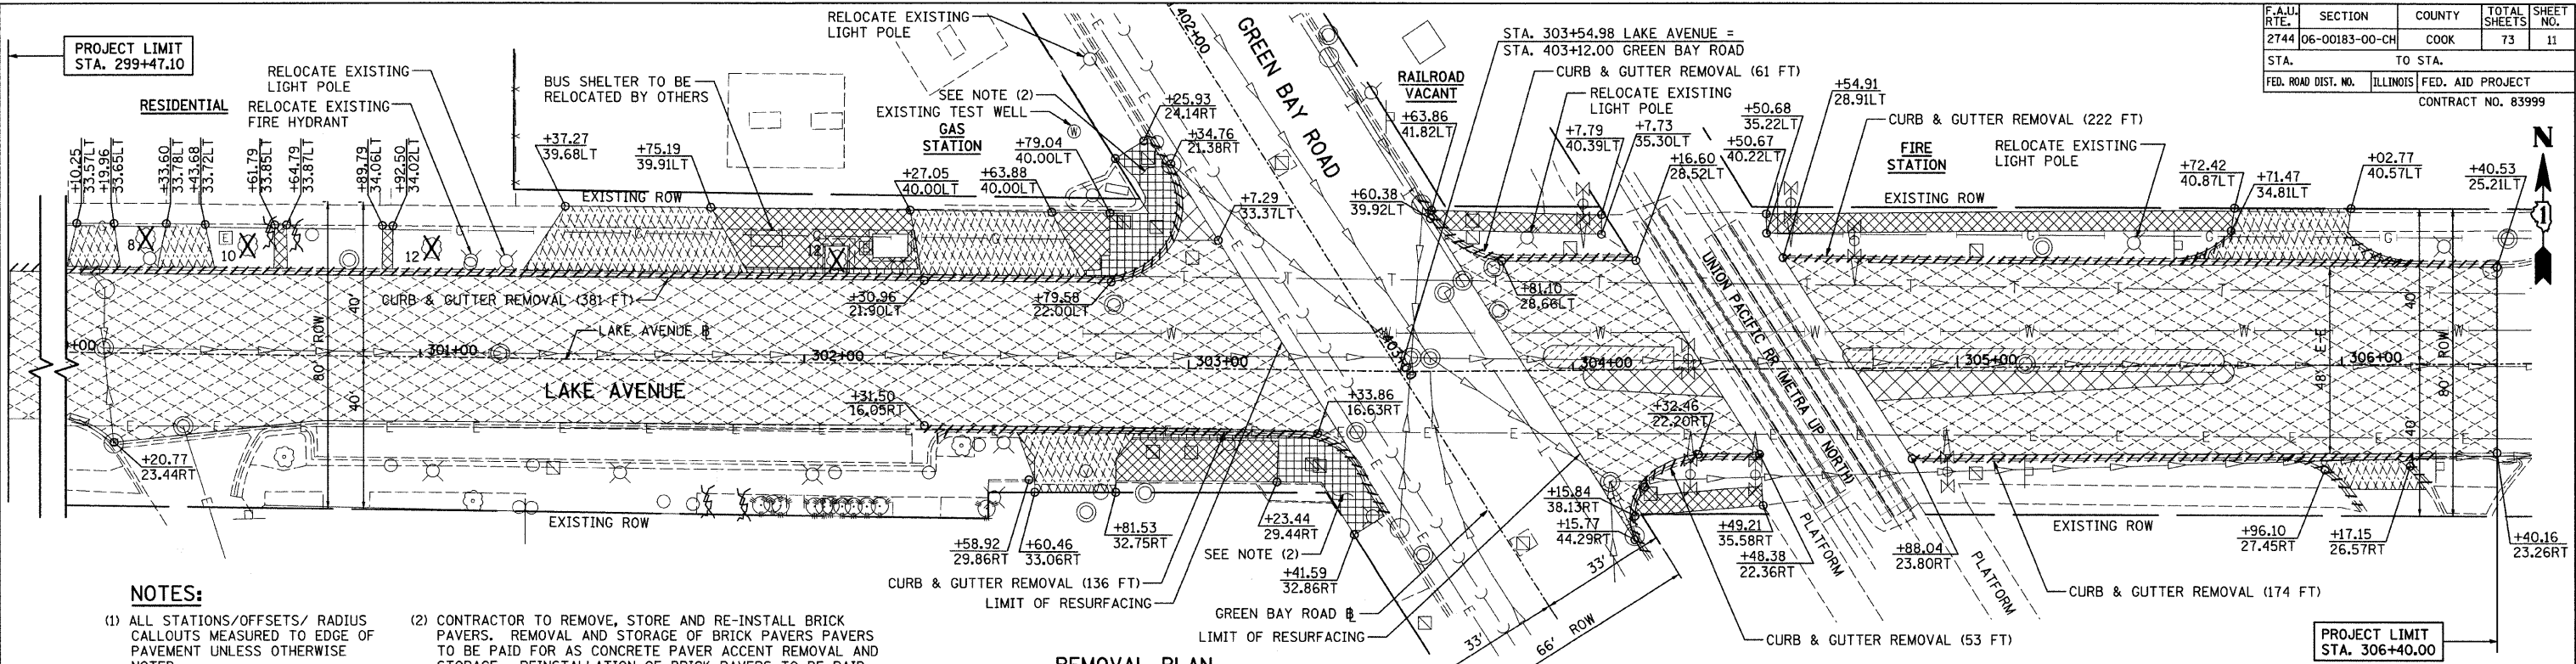 F.A.U. RTE. SECTION COUNTY TOTAL SHEETS SHEET NO.
2744 06-00183-00-CH COOK 73 11
STA. TO STA.
FED. ROAD DIST. NO. ILLINOIS FED. AID PROJECT
CONTRACT NO. 83999
PROJECT LIMIT
STA. 299+47.10
RESIDENTIAL
RELOCATE EXISTING
LIGHT POLE
RELOCATE EXISTING
FIRE HYDRANT
BUS SHELTER TO BE
RELOCATED BY OTHERS
RELOCATE EXISTING
LIGHT POLE
SEE NOTE (2)
EXISTING TEST WELL
GAS
STATION
402+00
GREEN BAY ROAD
STA. 303+54.98 LAKE AVENUE =
STA. 403+12.00 GREEN BAY ROAD
RAILROAD
VACANT
CURB & GUTTER REMOVAL (61 FT)
RELOCATE EXISTING
LIGHT POLE
CURB & GUTTER REMOVAL (222 FT)
FIRE
STATION
RELOCATE EXISTING
LIGHT POLE
N
1
+10.25
33.57LT
+19.96
33.65LT
+33.60
33.78LT
+43.68
33.72LT
+61.79
33.85LT
+64.79
33.87LT
+89.79
34.06LT
+92.50
34.02LT
+37.27
39.68LT
+75.19
39.91LT
+27.05
40.00LT
+63.88
40.00LT
+79.04
40.00LT
+25.93
24.14RT
+34.76
21.38RT
+7.29
33.37LT
+60.38
39.92LT
+63.86
41.82LT
+7.79
40.39LT
+7.73
35.30LT
+16.60
28.52LT
+50.68
35.22LT
+50.67
40.22LT
+54.91
28.91LT
+72.42
40.87LT
+71.47
34.81LT
+02.77
40.57LT
+40.53
25.21LT
EXISTING ROW
EXISTING ROW
8
10
12
12
CURB & GUTTER REMOVAL (381 FT)
+30.96
21.90LT
+79.58
22.00LT
+81.10
28.66LT
LAKE AVENUE ℄
+00
301+00
302+00
303+00
403+00
304+00
305+00
306+00
80' ROW
40'
40'
LAKE AVENUE
UNION PACIFIC RR (METRA UP NORTH)
48' E-E
40'
40'
80' ROW
+31.50
16.05RT
+33.86
16.63RT
+32.46
22.20RT
+20.77
23.44RT
EXISTING ROW
+58.92
29.86RT
+60.46
33.06RT
+81.53
32.75RT
+23.44
29.44RT
SEE NOTE (2)
+41.59
32.86RT
+15.84
38.13RT
+15.77
44.29RT
+49.21
35.58RT
+48.38
22.36RT
PLATFORM
+88.04
23.80RT
PLATFORM
EXISTING ROW
+96.10
27.45RT
+17.15
26.57RT
+40.16
23.26RT
CURB & GUTTER REMOVAL (136 FT)
LIMIT OF RESURFACING
GREEN BAY ROAD ℄
LIMIT OF RESURFACING
33'
33'
66' ROW
CURB & GUTTER REMOVAL (53 FT)
CURB & GUTTER REMOVAL (174 FT)
PROJECT LIMIT
STA. 306+40.00
NOTES:
(1) ALL STATIONS/OFFSETS/ RADIUS
CALLOUTS MEASURED TO EDGE OF
PAVEMENT UNLESS OTHERWISE
NOTED
(2) CONTRACTOR TO REMOVE, STORE AND RE-INSTALL BRICK
PAVERS. REMOVAL AND STORAGE OF BRICK PAVERS PAVERS
TO BE PAID FOR AS CONCRETE PAVER ACCENT REMOVAL AND
STORAGE. REINSTALLATION OF BRICK PAVERS TO BE PAID
REMOVAL PLAN